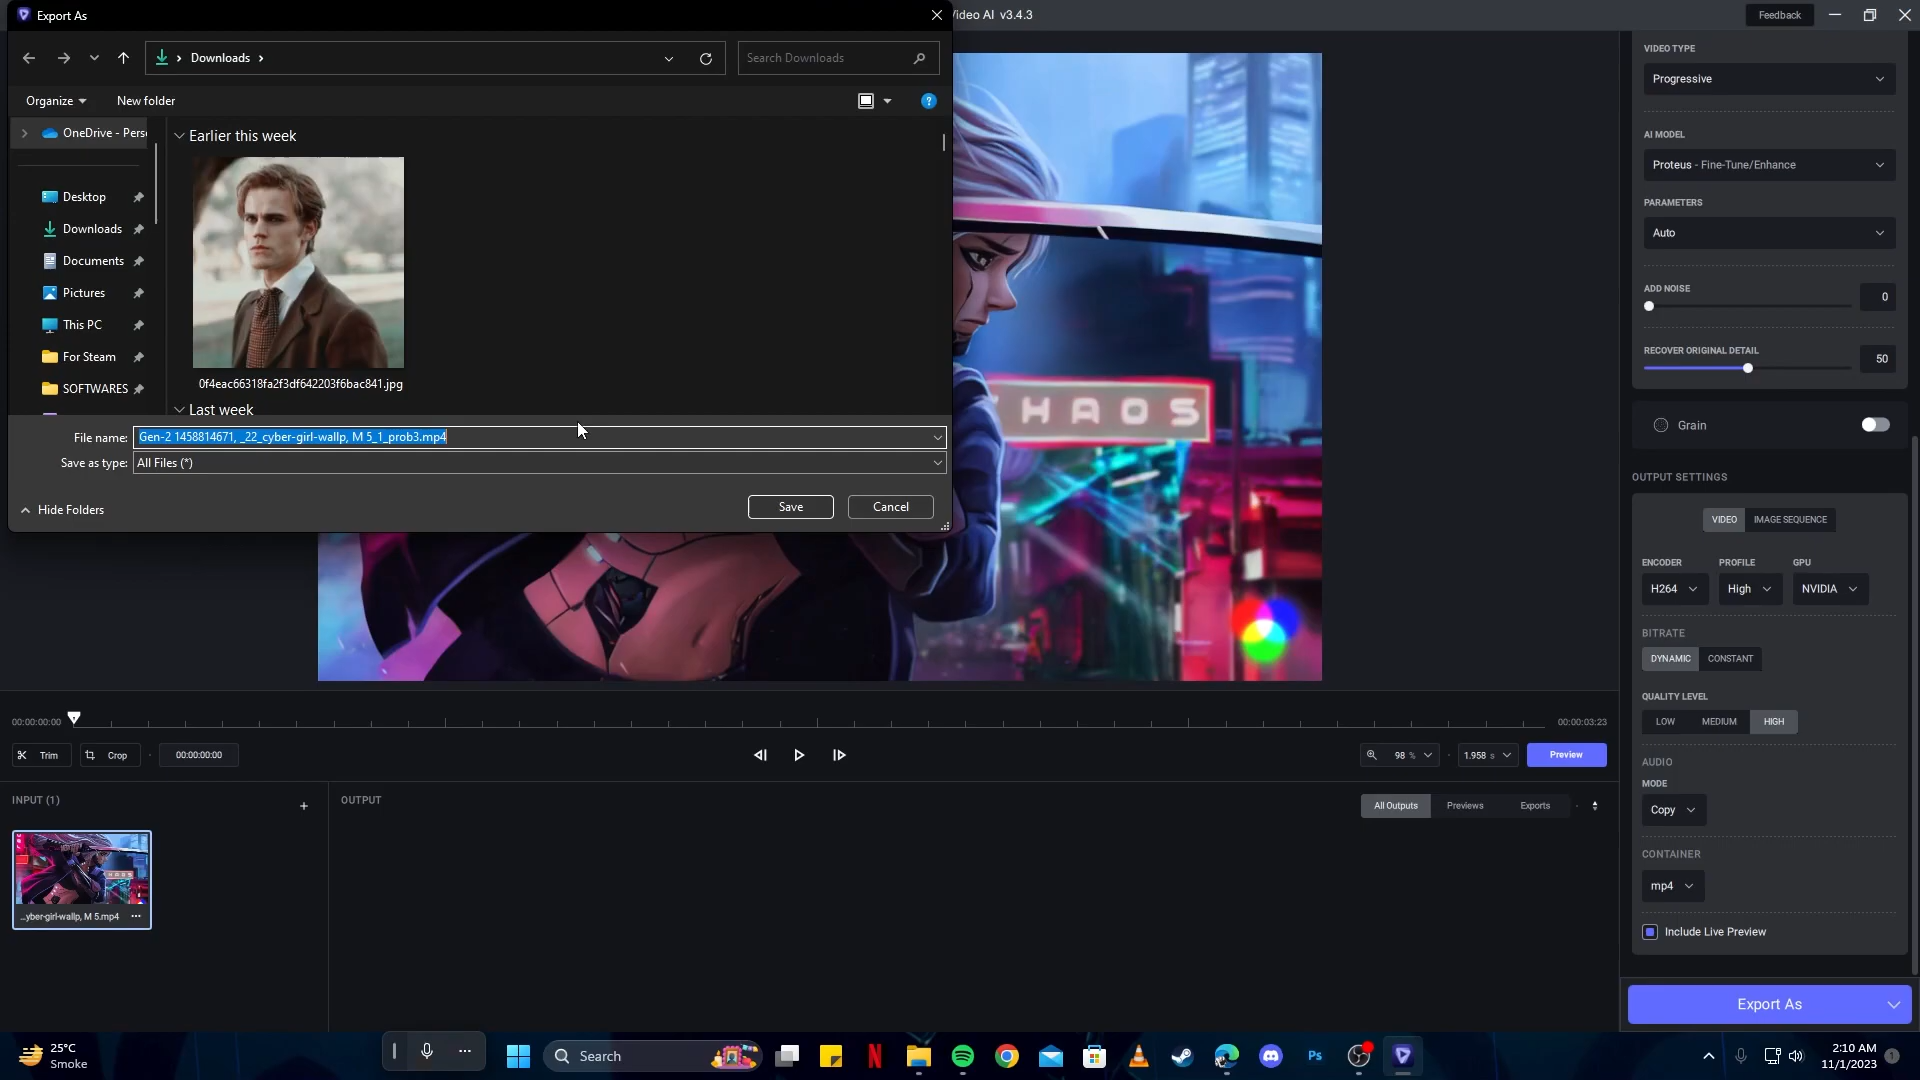 Export As
Video AI v3.4.3
Feedback
Downloads
Search Downloads
Organize
New folder
OneDrive - Pers
Desktop
Downloads
Documents
Pictures
This PC
For Steam
SOFTWARES
Earlier this week
0f4eac66318fa2f3df642203f6bac841.jpg
Last week
File name: Gen-2 1458814671, _22_cyber-girl-wallp, M 5_1_prob3.mp4
Save as type: All Files (*)
Hide Folders
Save
Cancel
HAOS
VIDEO TYPE
Progressive
AI MODEL
Proteus - Fine-Tune/Enhance
PARAMETERS
Auto
ADD NOISE
0
RECOVER ORIGINAL DETAIL
50
Grain
OUTPUT SETTINGS
VIDEO IMAGE SEQUENCE
ENCODER PROFILE GPU
H264 High NVIDIA
BITRATE
DYNAMIC CONSTANT
QUALITY LEVEL
LOW MEDIUM HIGH
AUDIO
MODE
Copy
CONTAINER
mp4
Include Live Preview
Export As
00:00:00:00
00:00:03:23
Trim
Crop
00:00:00:00
98 %
1.958 s
Preview
INPUT (1)
+
OUTPUT
All Outputs
Previews
Exports
CHAOS
...yber-girl-wallp, M 5.mp4
25°C
Smoke
Search
Ps
2:10 AM
11/1/2023
1